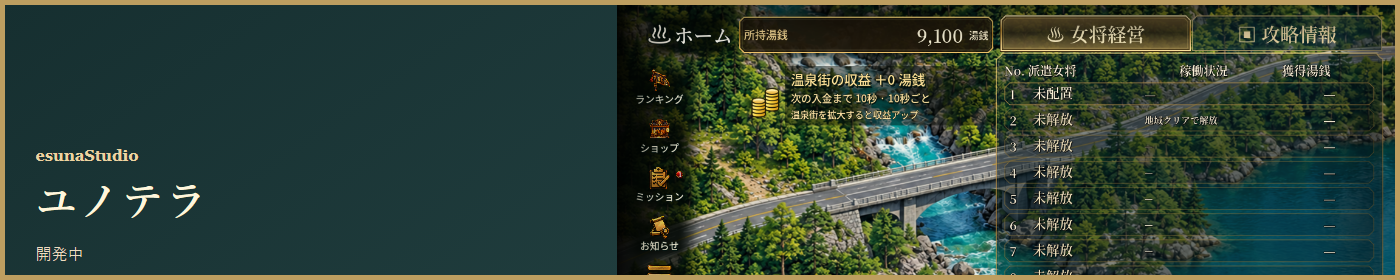 esunaStudio
ユノテラ
開発中
ホーム
所持湯銭 9,100 湯銭
女将経営
攻略情報
ランキング
ショップ
ミッション
3
お知らせ
温泉街の収益 +0 湯銭
次の入金まで 10秒・10秒ごと
温泉街を拡大すると収益アップ
No. 派遣女将 稼働状況 獲得湯銭
1 未配置 — —
2 未解放 地域クリアで解放 —
3 未解放 — —
4 未解放 — —
5 未解放 — —
6 未解放 — —
7 未解放 — —